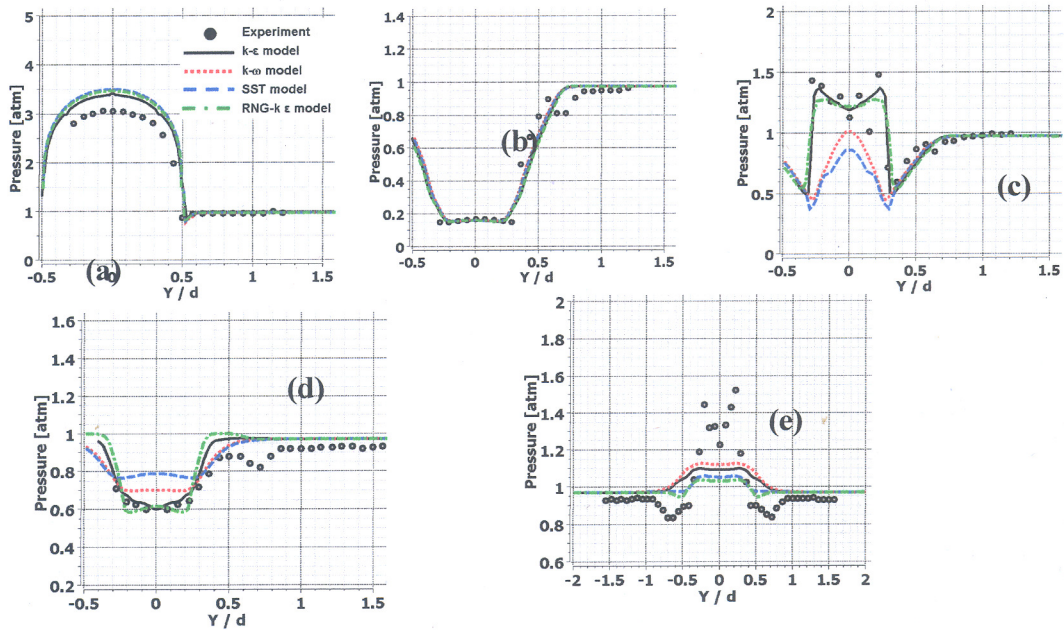 5
4
3
2
1
0
Pressure [atm]
-0.5 0 0.5 1 1.5
Y / d
(a)
Experiment
k-ε model
k-ω model
SST model
RNG-k ε model
1.4
1.2
1
0.8
0.6
0.4
0.2
0
Pressure [atm]
-0.5 0 0.5 1 1.5
Y / d
(b)
2
1.5
1
0.5
0
Pressure [atm]
-0.5 0 0.5 1 1.5
Y / d
(c)
1.6
1.4
1.2
1
0.8
0.6
0.4
0.2
Pressure [atm]
-0.5 0 0.5 1 1.5
Y / d
(d)
2
1.8
1.6
1.4
1.2
1
0.8
0.6
Pressure [atm]
-2 -1.5 -1 -0.5 0 0.5 1 1.5 2
Y / d
(e)